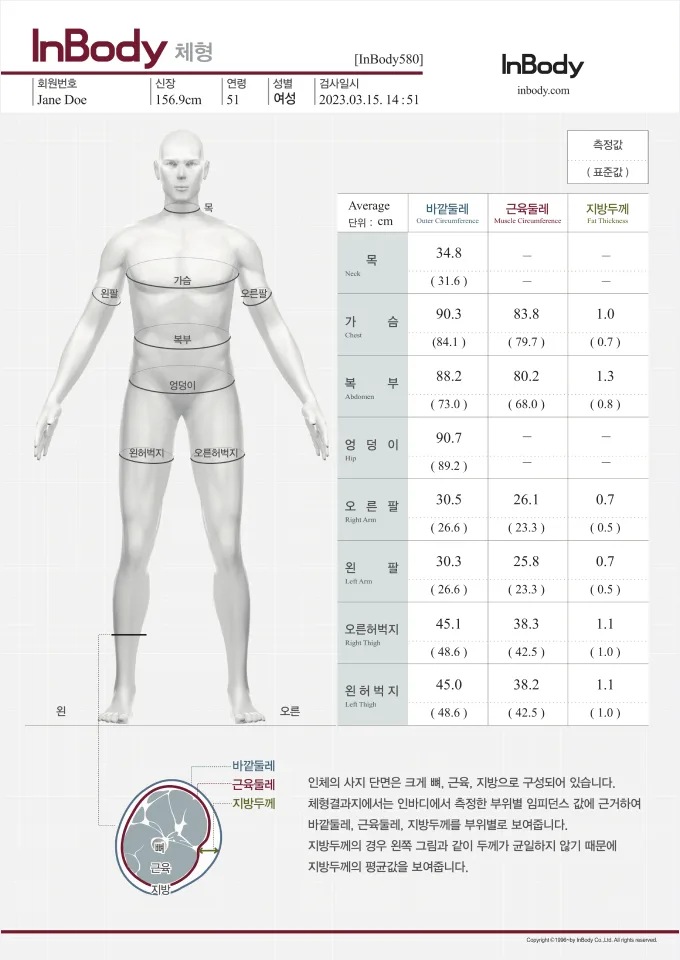 InBody 체형
[InBody580]
InBody
inbody.com
회원번호 신장 연령 성별 검사일시
Jane Doe 156.9cm 51 여성 2023.03.15. 14 : 51
측정값
( 표준값 )
목
가슴
왼팔 오른팔
복부
엉덩이
왼허벅지 오른허벅지
왼 오른
Average 바깥둘레 근육둘레 지방두께
단위 : cm Outer Circumference Muscle Circumference Fat Thickness
목 34.8 – –
Neck ( 31.6 ) – –
가 슴 90.3 83.8 1.0
Chest (84.1 ) ( 79.7 ) ( 0.7 )
복 부 88.2 80.2 1.3
Abdomen ( 73.0 ) ( 68.0 ) ( 0.8 )
엉 덩 이 90.7 – –
Hip ( 89.2 ) – –
오 른 팔 30.5 26.1 0.7
Right Arm ( 26.6 ) ( 23.3 ) ( 0.5 )
왼 팔 30.3 25.8 0.7
Left Arm ( 26.6 ) ( 23.3 ) ( 0.5 )
오른허벅지 45.1 38.3 1.1
Right Thigh ( 48.6 ) ( 42.5 ) ( 1.0 )
왼 허 벅 지 45.0 38.2 1.1
Left Thigh ( 48.6 ) ( 42.5 ) ( 1.0 )
바깥둘레
근육둘레
지방두께
뼈
근육
지방
인체의 사지 단면은 크게 뼈, 근육, 지방으로 구성되어 있습니다.
체형결과지에서는 인바디에서 측정한 부위별 임피던스 값에 근거하여
바깥둘레, 근육둘레, 지방두께를 부위별로 보여줍니다.
지방두께의 경우 왼쪽 그림과 같이 두께가 균일하지 않기 때문에
지방두께의 평균값을 보여줍니다.
Copyright ©1996~by InBody Co.,Ltd. All rights reserved.